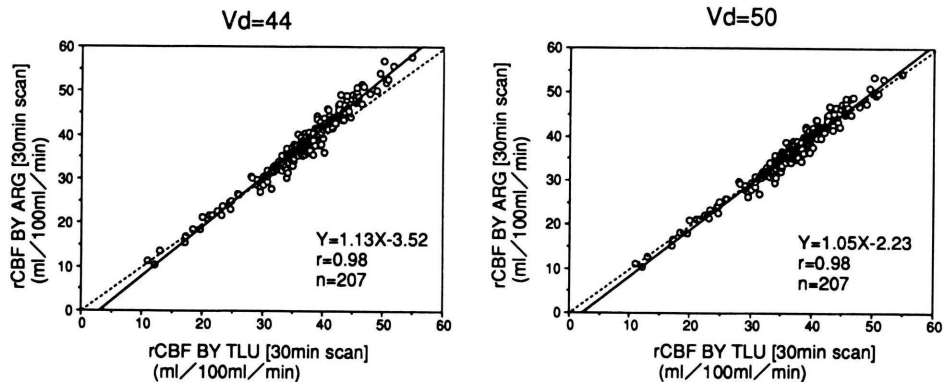 Vd=44
60
50
40
30
20
10
0
0 10 20 30 40 50 60
rCBF BY ARG [30min scan]
(ml/100ml/min)
Y=1.13X-3.52
r=0.98
n=207
rCBF BY TLU [30min scan]
(ml/100ml/min)
Vd=50
60
50
40
30
20
10
0
0 10 20 30 40 50 60
rCBF BY ARG [30min scan]
(ml/100ml/min)
Y=1.05X-2.23
r=0.98
n=207
rCBF BY TLU [30min scan]
(ml/100ml/min)